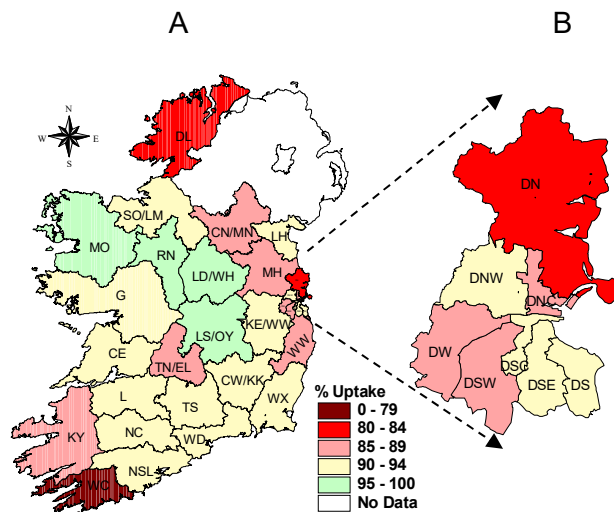 A
B
N
W E
S
DL
SO/LM
CN/MN
LH
MO
RN
LD/WH
MH
G
LS/OY
KE/WW
CE
TN/EL
WW
CW/KK
L
TS
WX
KY
NC
WD
NSL
WC
DN
DNW
DNC
DW
DSW
DSC
DSE
DS
% Uptake
0 - 79
80 - 84
85 - 89
90 - 94
95 - 100
No Data